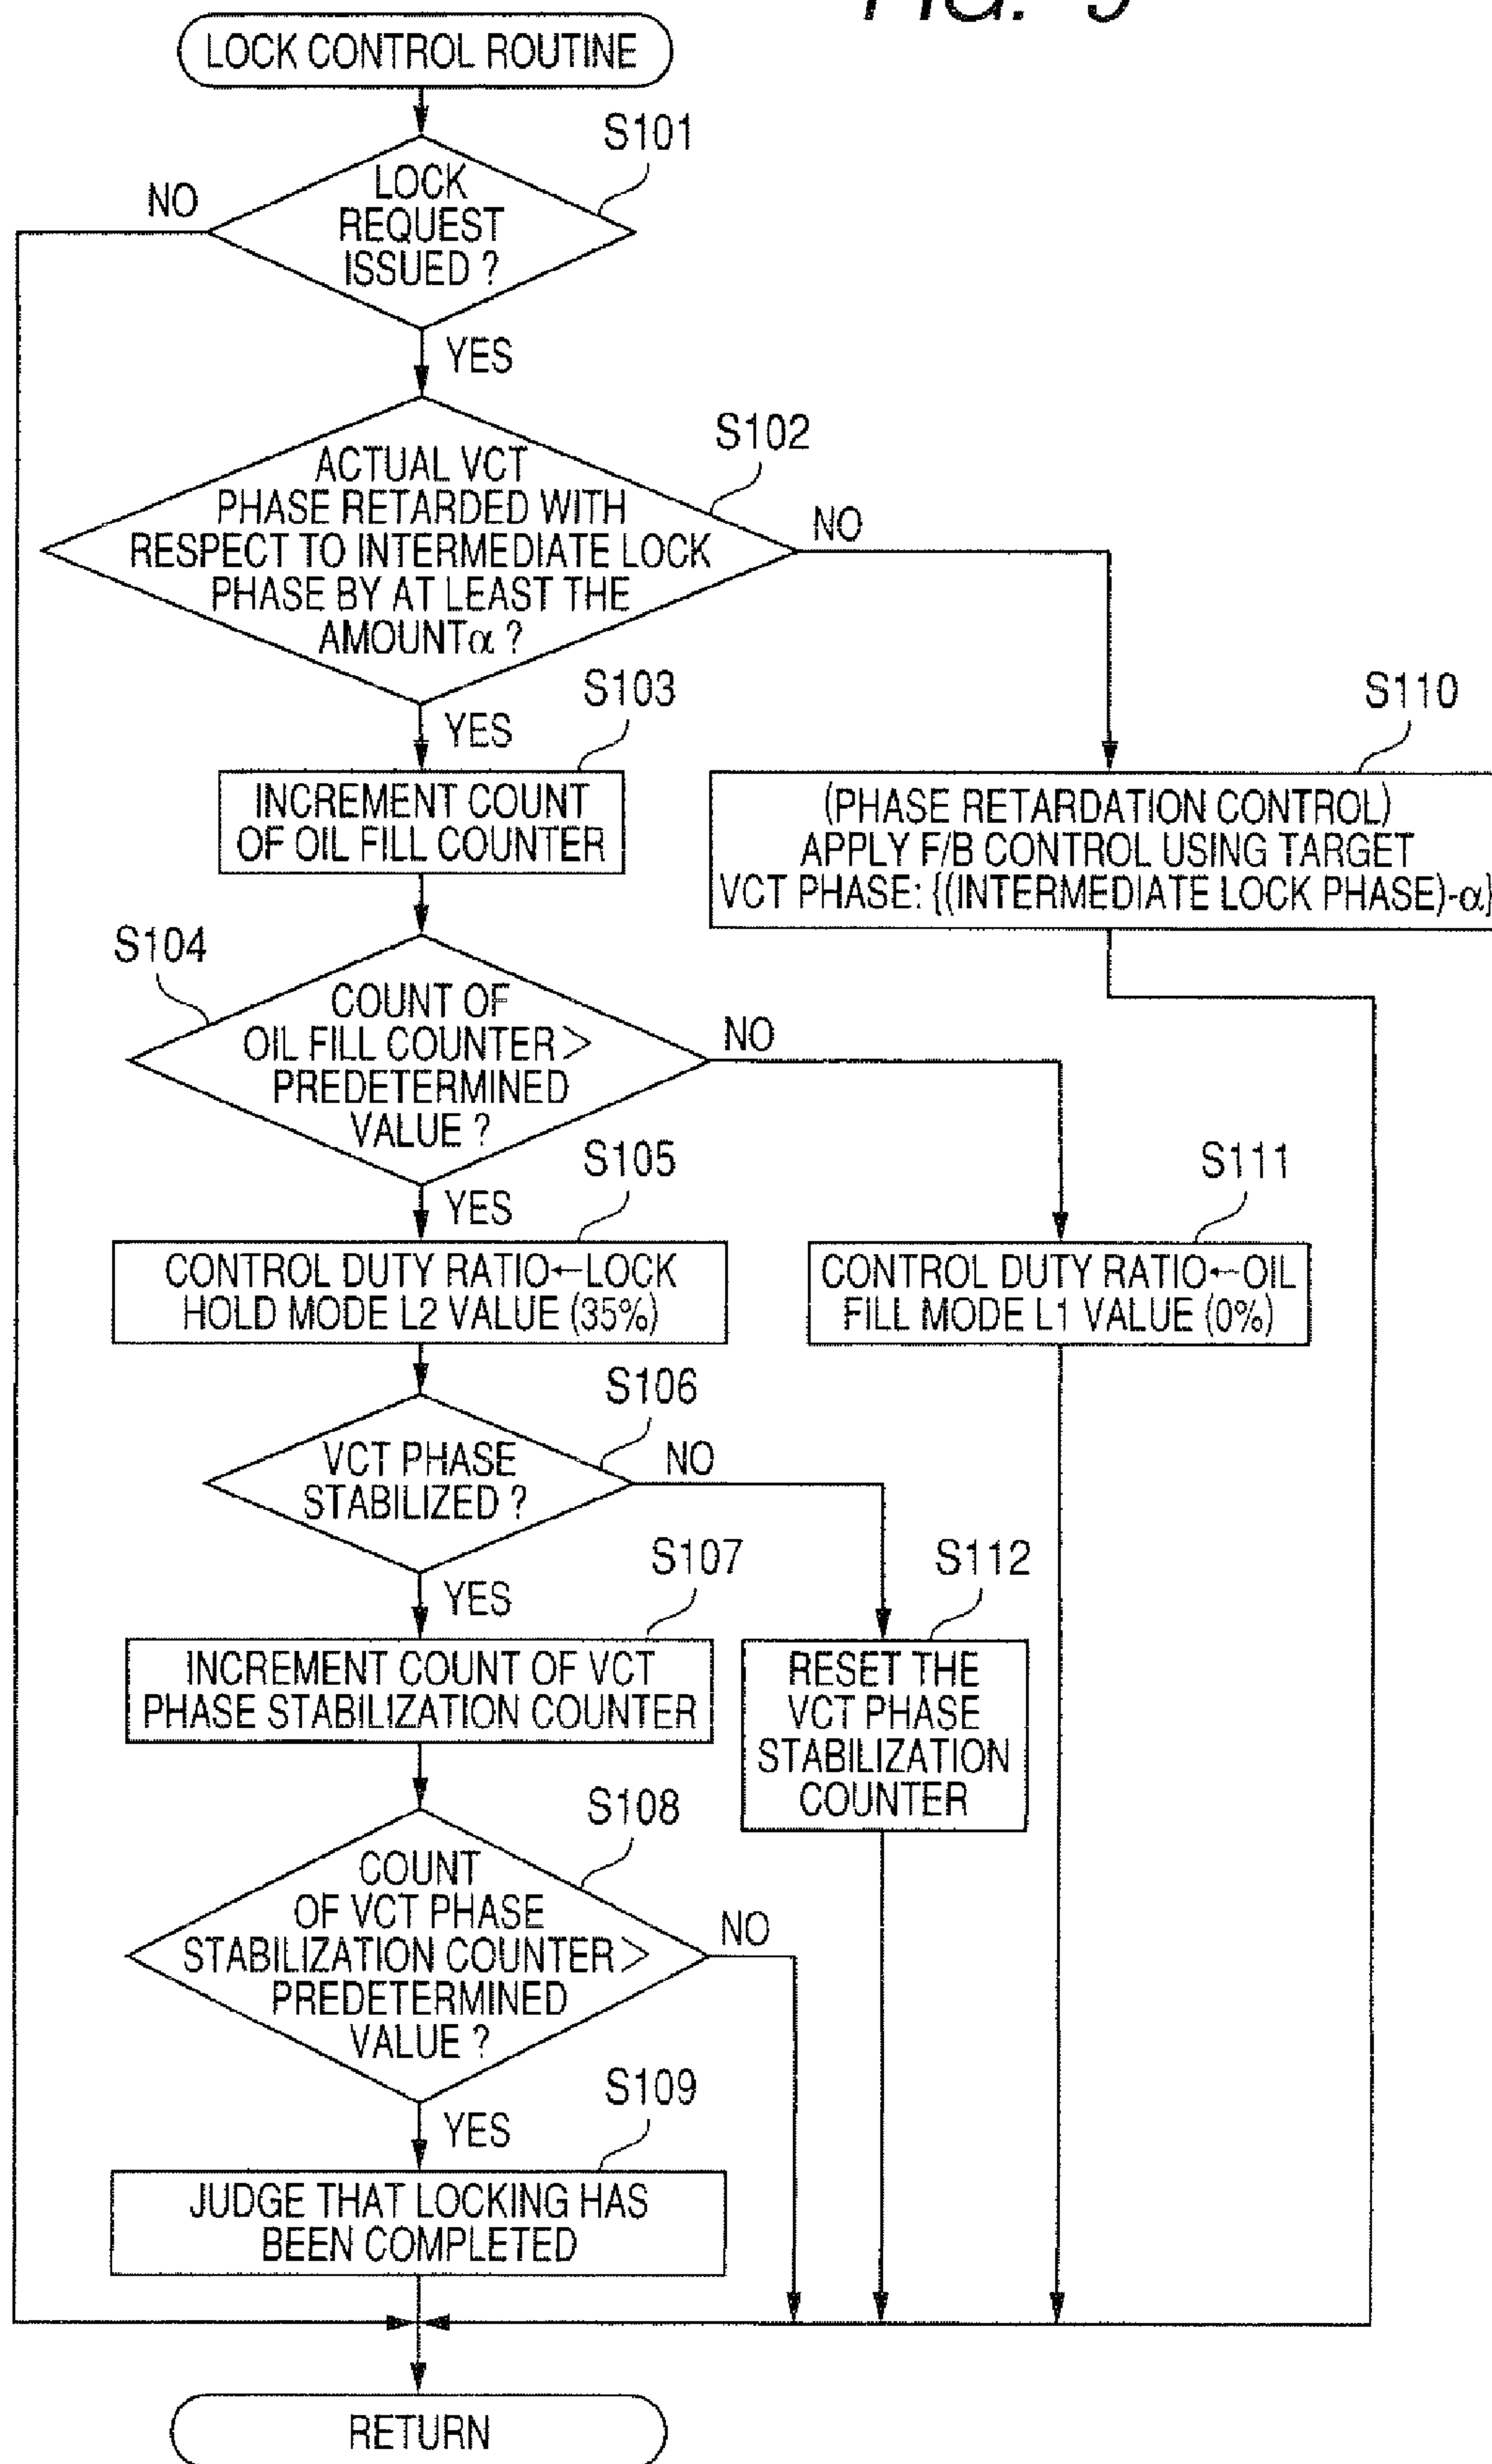 FIG. 9
LOCK CONTROL ROUTINE
S101
LOCK
REQUEST
ISSUED ?
NO
YES
S102
ACTUAL VCT
PHASE RETARDED WITH
RESPECT TO INTERMEDIATE LOCK
PHASE BY AT LEAST THE
AMOUNT α ?
NO
YES
S103
INCREMENT COUNT
OF OIL FILL COUNTER
S110
(PHASE RETARDATION CONTROL)
APPLY F/B CONTROL USING TARGET
VCT PHASE: {(INTERMEDIATE LOCK PHASE)-α}
S104
COUNT OF
OIL FILL COUNTER >
PREDETERMINED
VALUE ?
NO
YES
S105
CONTROL DUTY RATIO←LOCK
HOLD MODE L2 VALUE (35%)
S111
CONTROL DUTY RATIO←OIL
FILL MODE L1 VALUE (0%)
S106
VCT PHASE
STABILIZED ?
NO
YES
S107
INCREMENT COUNT OF VCT
PHASE STABILIZATION COUNTER
S112
RESET THE
VCT PHASE
STABILIZATION
COUNTER
S108
COUNT
OF VCT PHASE
STABILIZATION COUNTER >
PREDETERMINED
VALUE ?
NO
YES
S109
JUDGE THAT LOCKING HAS
BEEN COMPLETED
RETURN